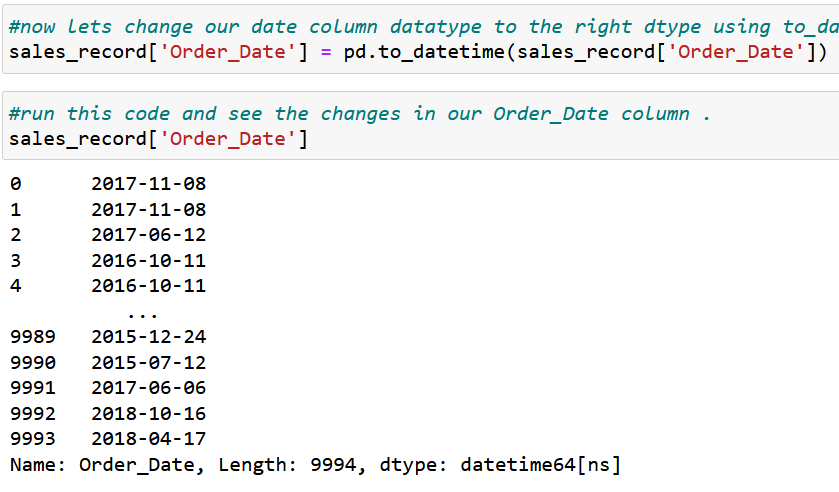 #now lets change our date column datatype to the right dtype using to_da
sales_record['Order_Date'] = pd.to_datetime(sales_record['Order_Date'])
#run this code and see the changes in our Order_Date column .
sales_record['Order_Date']
0 2017-11-08
1 2017-11-08
2 2017-06-12
3 2016-10-11
4 2016-10-11
...
9989 2015-12-24
9990 2015-07-12
9991 2017-06-06
9992 2018-10-16
9993 2018-04-17
Name: Order_Date, Length: 9994, dtype: datetime64[ns]